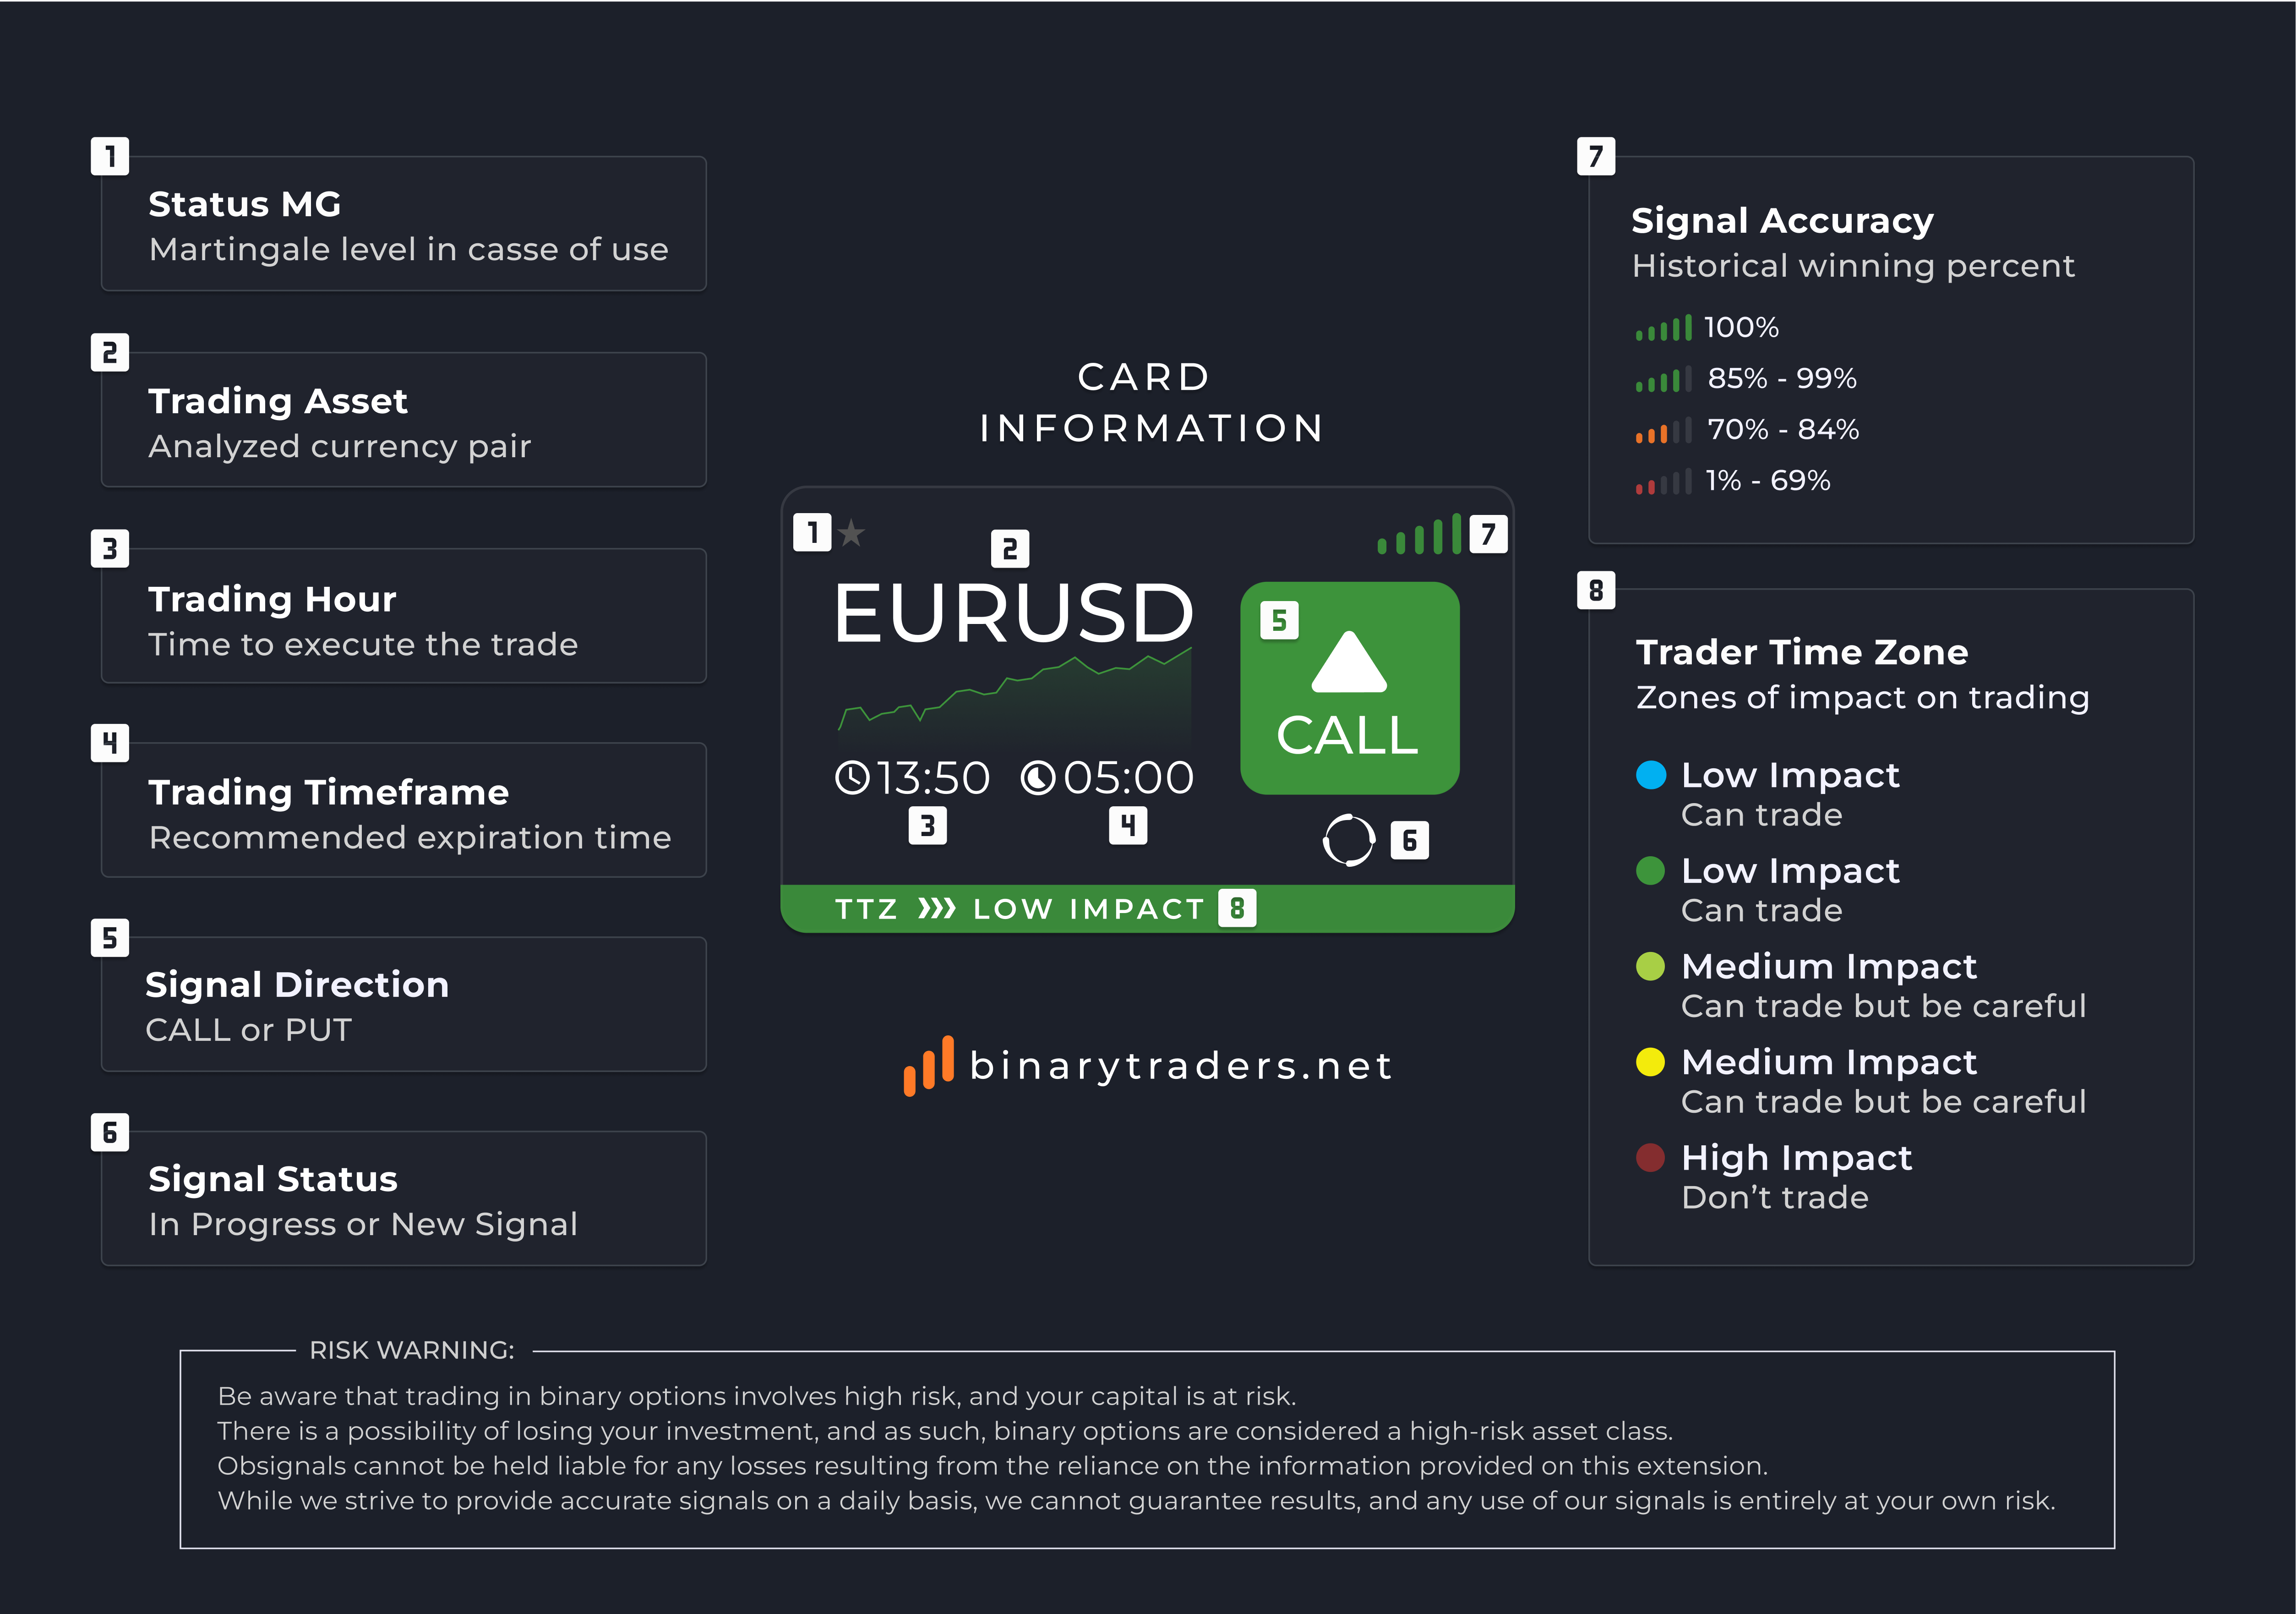 1
Status MG
Martingale level in casse of use
2
Trading Asset
Analyzed currency pair
3
Trading Hour
Time to execute the trade
4
Trading Timeframe
Recommended expiration time
5
Signal Direction
CALL or PUT
6
Signal Status
In Progress or New Signal
CARD
INFORMATION
1
2
7
EURUSD
5
CALL
13:50 05:00
3
4
6
TTZ LOW IMPACT 8
binarytraders.net
7
Signal Accuracy
Historical winning percent
100%
85% - 99%
70% - 84%
1% - 69%
8
Trader Time Zone
Zones of impact on trading
Low Impact
Can trade
Low Impact
Can trade
Medium Impact
Can trade but be careful
Medium Impact
Can trade but be careful
High Impact
Don’t trade
RISK WARNING:
Be aware that trading in binary options involves high risk, and your capital is at risk.
There is a possibility of losing your investment, and as such, binary options are considered a high-risk asset class.
Obsignals cannot be held liable for any losses resulting from the reliance on the information provided on this extension.
While we strive to provide accurate signals on a daily basis, we cannot guarantee results, and any use of our signals is entirely at your own risk.